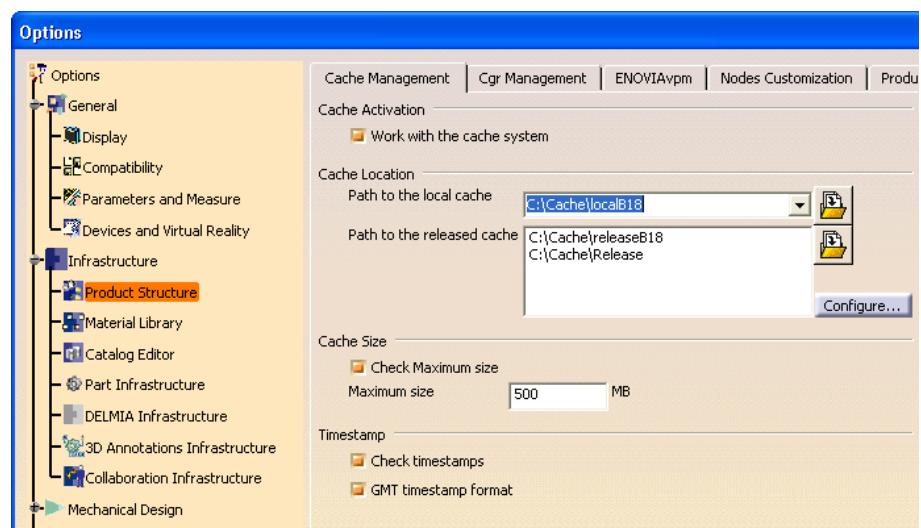 Options
Options
General
Display
Compatibility
Parameters and Measure
Devices and Virtual Reality
Infrastructure
Product Structure
Material Library
Catalog Editor
Part Infrastructure
DELMIA Infrastructure
3D Annotations Infrastructure
Collaboration Infrastructure
Mechanical Design
Cache Management Cgr Management ENOVIAvpm Nodes Customization Produ
Cache Activation
Work with the cache system
Cache Location
Path to the local cache C:\Cache\localB18
Path to the released cache C:\Cache\releaseB18
C:\Cache\Release
Configure...
Cache Size
Check Maximum size
Maximum size 500 MB
Timestamp
Check timestamps
GMT timestamp format